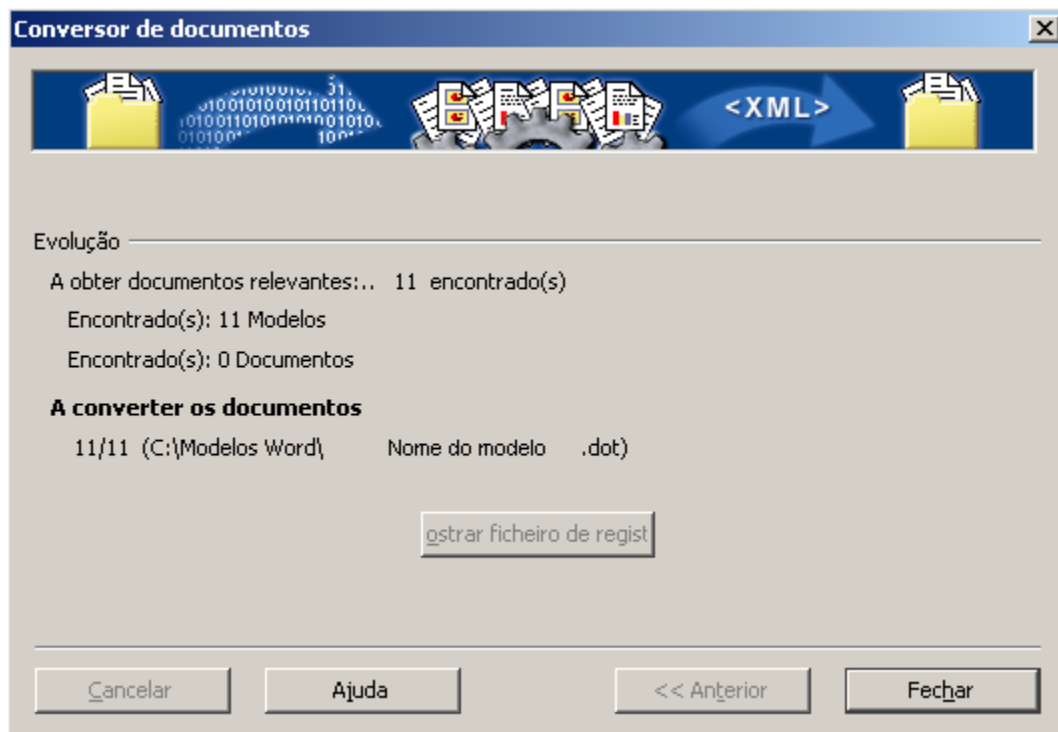 Conversor de documentos
<XML>
Evolução
A obter documentos relevantes:.. 11 encontrado(s)
Encontrado(s): 11 Modelos
Encontrado(s): 0 Documentos
A converter os documentos
11/11 (C:\Modelos Word\ Nome do modelo .dot)
ostrar ficheiro de regist
Cancelar
Ajuda
<< Anterior
Fechar